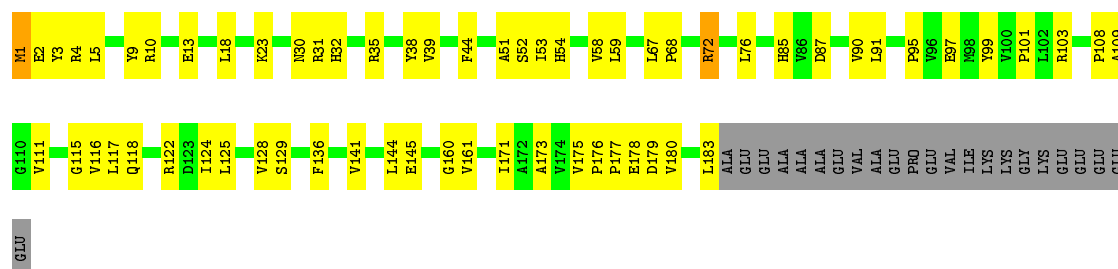 M1 E2 Y3 R4 L5 Y9 R10 E13 L18 K23 N30 R31 H32 R35 Y38 V39 F44 A51 S52 I53 H54 V58 L59 L67 P68 R72 L76 H85 V86 D87 V90 L91 P95 V96 E97 M98 Y99 V100 P101 L102 R103 P108 A109
G110 V111 G115 V116 L117 Q118 R122 D123 I124 L125 V128 S129 F136 V141 L144 E145 G160 V161 I171 A172 A173 V174 V175 P176 P177 E178 D179 V180 L183 ALA GLU GLU ALA ALA ALA GLU VAL ALA GLU PRO GLU VAL ILE LYS LYS GLY LYS GLU GLU GLU GLU
GLU